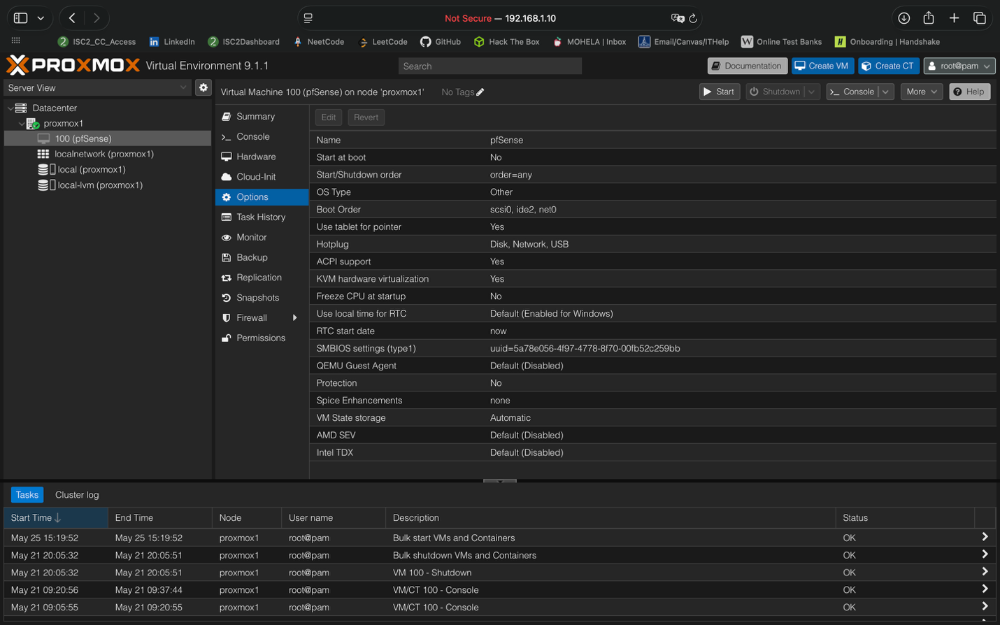 Not Secure — 192.168.1.10
ISC2_CC_Access LinkedIn ISC2Dashboard NeetCode LeetCode GitHub Hack The Box MOHELA | Inbox Email/Canvas/ITHelp Online Test Banks Onboarding | Handshake
PROXMOX Virtual Environment 9.1.1 Search Documentation Create VM Create CT root@pam
Server View
Virtual Machine 100 (pfSense) on node 'proxmox1' No Tags Start Shutdown Console More Help
Datacenter
proxmox1
100 (pfSense)
localnetwork (proxmox1)
local (proxmox1)
local-lvm (proxmox1)
Summary
Console
Hardware
Cloud-Init
Options
Task History
Monitor
Backup
Replication
Snapshots
Firewall
Permissions
Edit Revert
Name pfSense
Start at boot No
Start/Shutdown order order=any
OS Type Other
Boot Order scsi0, ide2, net0
Use tablet for pointer Yes
Hotplug Disk, Network, USB
ACPI support Yes
KVM hardware virtualization Yes
Freeze CPU at startup No
Use local time for RTC Default (Enabled for Windows)
RTC start date now
SMBIOS settings (type1) uuid=5a78e056-4f97-4778-8f70-00fb52c259bb
QEMU Guest Agent Default (Disabled)
Protection No
Spice Enhancements none
VM State storage Automatic
AMD SEV Default (Disabled)
Intel TDX Default (Disabled)
Tasks Cluster log
Start Time End Time Node User name Description Status
May 25 15:19:52 May 25 15:19:52 proxmox1 root@pam Bulk start VMs and Containers OK
May 21 20:05:32 May 21 20:05:51 proxmox1 root@pam Bulk shutdown VMs and Containers OK
May 21 20:05:32 May 21 20:05:51 proxmox1 root@pam VM 100 - Shutdown OK
May 21 09:20:56 May 21 09:37:44 proxmox1 root@pam VM/CT 100 - Console OK
May 21 09:05:55 May 21 09:20:55 proxmox1 root@pam VM/CT 100 - Console OK